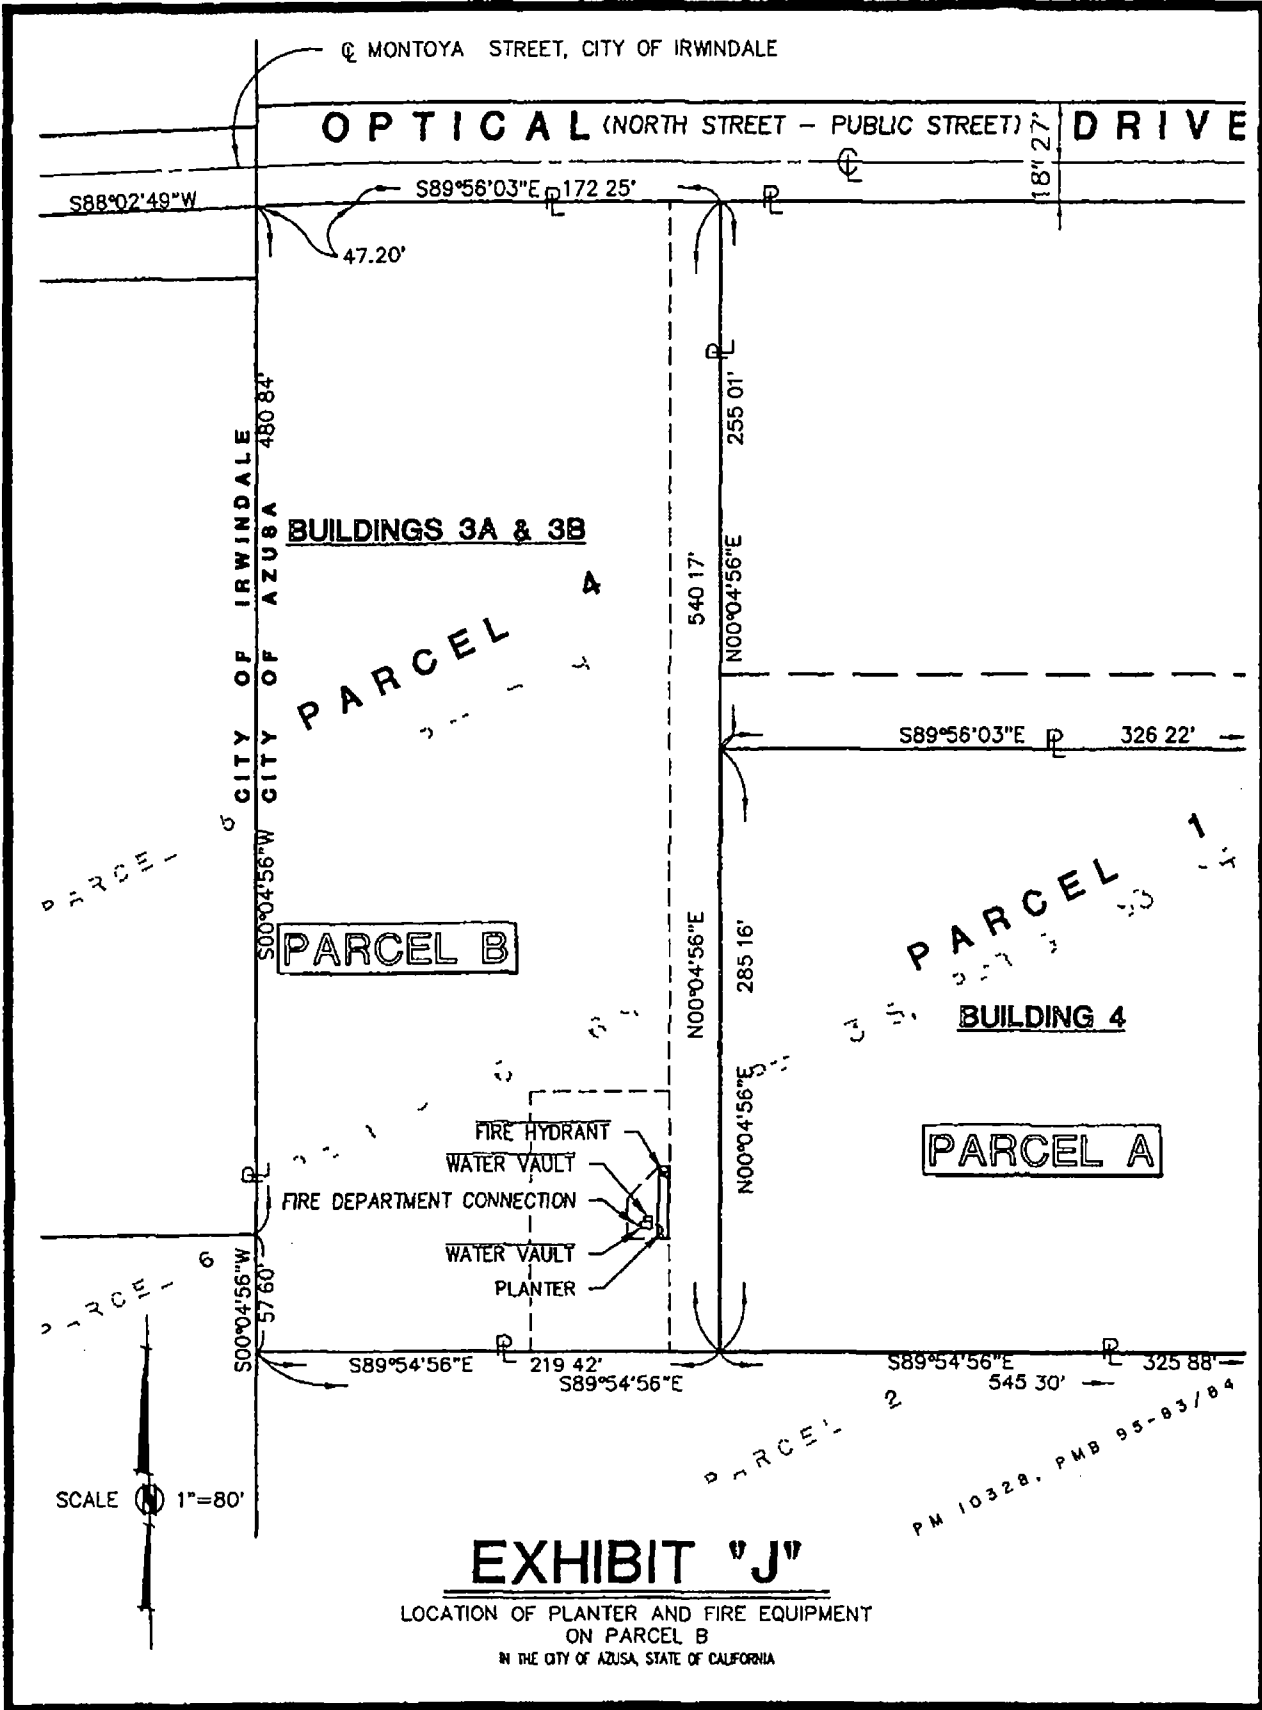 ℄ MONTOYA STREET, CITY OF IRWINDALE
OPTICAL (NORTH STREET - PUBLIC STREET) DRIVE
18' 27'
℄
S88°02'49"W
S89°56'03"E ⅊ 172 25'
⅊
47.20'
⅊
480 84'
255 01'
CITY OF IRWINDALE
CITY OF AZUSA
BUILDINGS 3A & 3B
540 17'
N00°04'56"E
PARCEL 4
S89°56'03"E ⅊ 326 22'
PARCEL 5
S00°04'56"W
PARCEL B
PARCEL 1
N00°04'56"E
285 16'
BUILDING 4
N00°04'56"E
FIRE HYDRANT
WATER VAULT
FIRE DEPARTMENT CONNECTION
WATER VAULT
PLANTER
PARCEL A
⅊
PARCEL 6
S00°04'56"W
57 60'
S89°54'56"E ⅊ 219 42'
S89°54'56"E
S89°54'56"E ⅊ 325 88'
545 30'
PARCEL 2
PM 10328, PMB 95-83/84
SCALE N 1"=80'
EXHIBIT "J"
LOCATION OF PLANTER AND FIRE EQUIPMENT
ON PARCEL B
IN THE CITY OF AZUSA, STATE OF CALIFORNIA